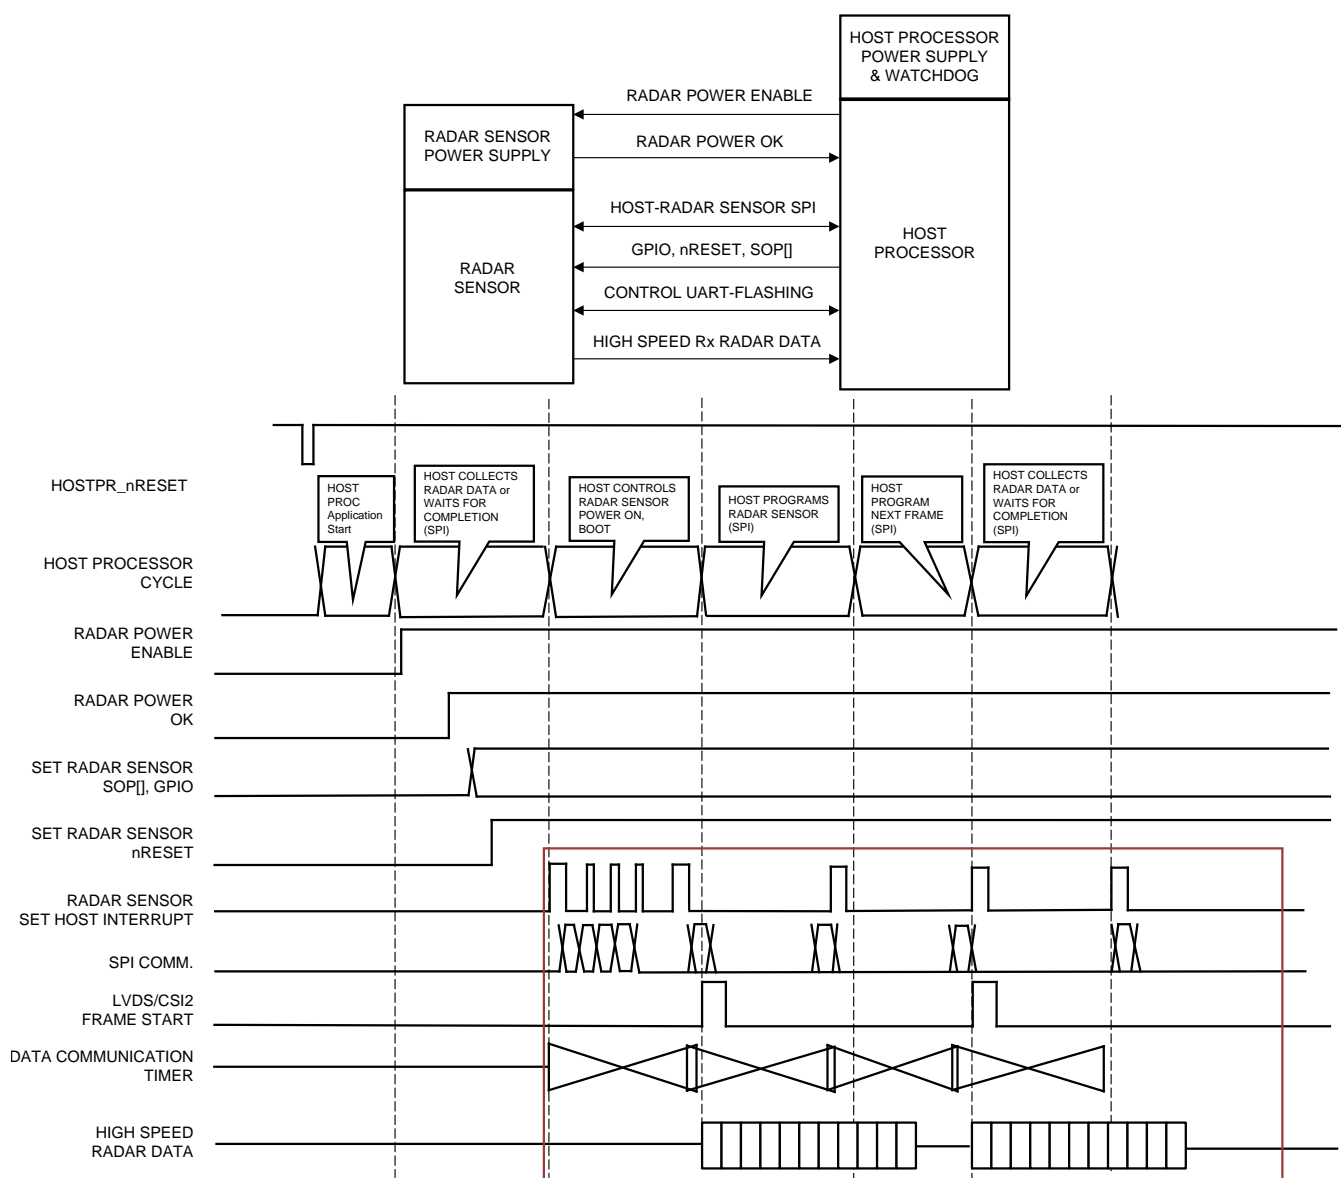 HOST PROCESSOR
POWER SUPPLY
& WATCHDOG
RADAR POWER ENABLE
RADAR SENSOR
POWER SUPPLY
RADAR POWER OK
HOST-RADAR SENSOR SPI
HOST
PROCESSOR
GPIO, nRESET, SOP[]
RADAR
SENSOR
CONTROL UART-FLASHING
HIGH SPEED Rx RADAR DATA
HOSTPR_nRESET
HOST
PROC
Application
Start
HOST COLLECTS
RADAR DATA or
WAITS FOR
COMPLETION
(SPI)
HOST CONTROLS
RADAR SENSOR
POWER ON,
BOOT
HOST PROGRAMS
RADAR SENSOR
(SPI)
HOST
PROGRAM
NEXT FRAME
(SPI)
HOST COLLECTS
RADAR DATA or
WAITS FOR
COMPLETION
(SPI)
HOST PROCESSOR
CYCLE
RADAR POWER
ENABLE
RADAR POWER
OK
SET RADAR SENSOR
SOP[], GPIO
SET RADAR SENSOR
nRESET
RADAR SENSOR
SET HOST INTERRUPT
SPI COMM.
LVDS/CSI2
FRAME START
DATA COMMUNICATION
TIMER
HIGH SPEED
RADAR DATA